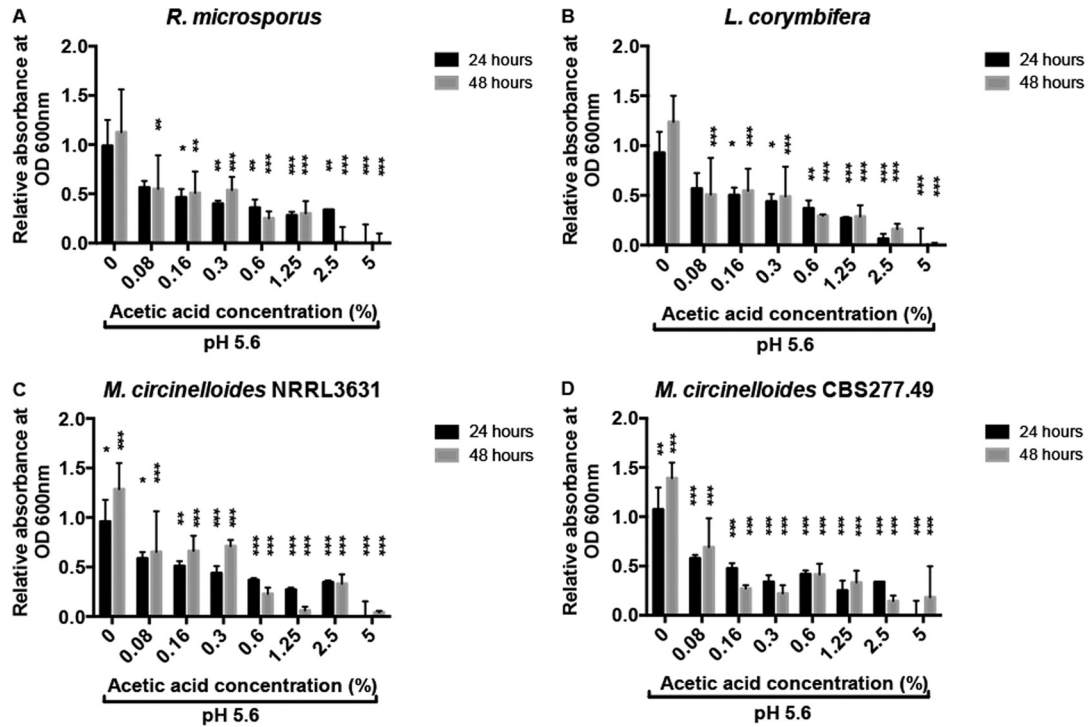 A
R. microsporus
Relative absorbance at
OD 600nm
2.0
1.5
1.0
0.5
0.0
** * ** ** *** ** *** *** *** ** *** *** ***
24 hours
48 hours
0 0.08 0.16 0.3 0.6 1.25 2.5 5
Acetic acid concentration (%)
pH 5.6
B
L. corymbifera
Relative absorbance at
OD 600nm
2.0
1.5
1.0
0.5
0.0
*** * *** * *** ** *** *** *** *** *** *** ***
24 hours
48 hours
0 0.08 0.16 0.3 0.6 1.25 2.5 5
Acetic acid concentration (%)
pH 5.6
C
M. circinelloides NRRL3631
Relative absorbance at
OD 600nm
2.0
1.5
1.0
0.5
0.0
* *** * *** ** *** *** *** *** *** *** *** *** *** *** ***
24 hours
48 hours
0 0.08 0.16 0.3 0.6 1.25 2.5 5
Acetic acid concentration (%)
pH 5.6
D
M. circinelloides CBS277.49
Relative absorbance at
OD 600nm
2.0
1.5
1.0
0.5
0.0
** *** *** *** *** *** *** *** *** *** *** *** *** *** *** ***
24 hours
48 hours
0 0.08 0.16 0.3 0.6 1.25 2.5 5
Acetic acid concentration (%)
pH 5.6